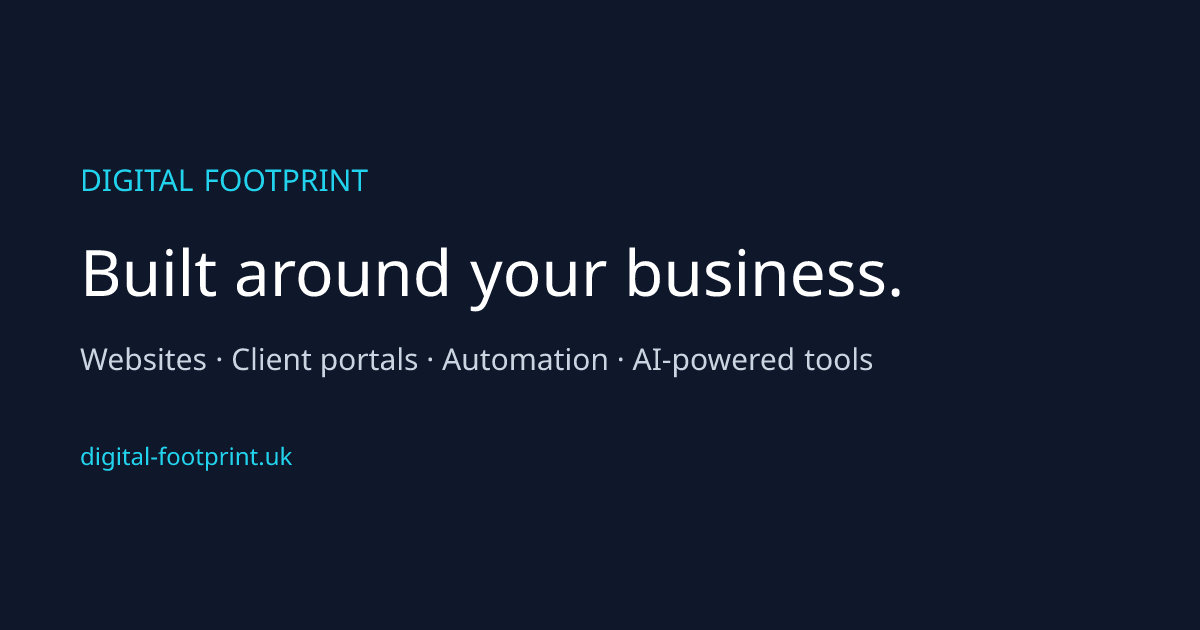 DIGITAL FOOTPRINT
Built around your business.
Websites · Client portals · Automation · AI-powered tools
digital-footprint.uk